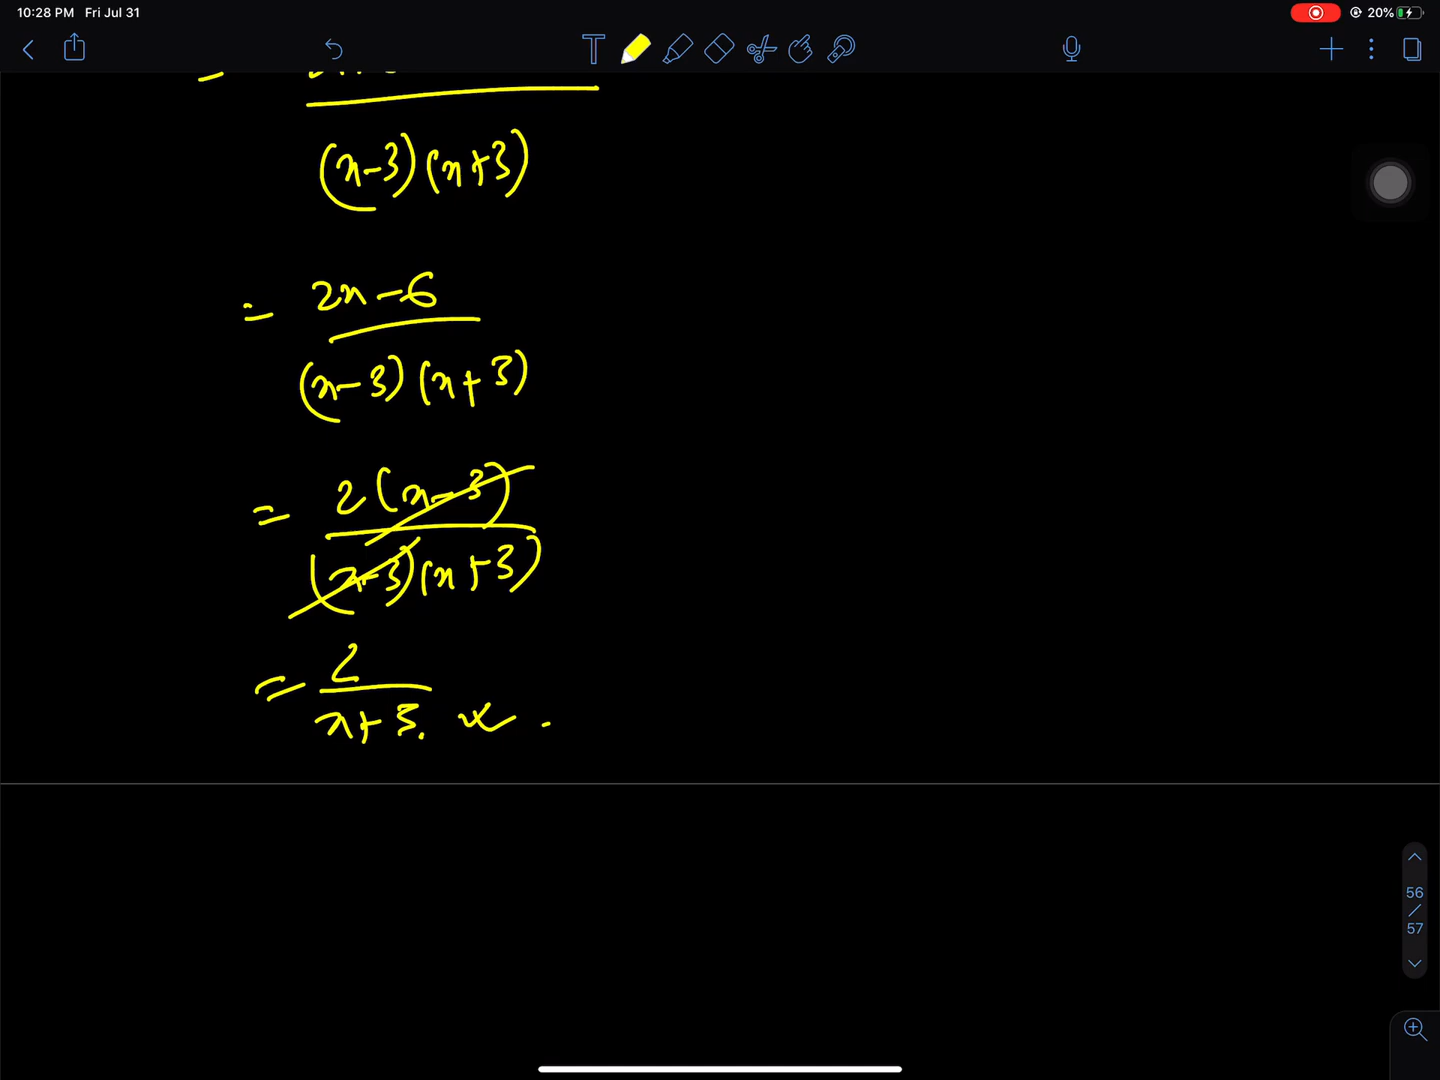 10:28 PM Fri Jul 31
20%
=
(x-3)(x+3)
= 2x-6
(x-3)(x+3)
= 2(x-3)
(x-3)(x+3)
= 2
x+3.
56
/
57